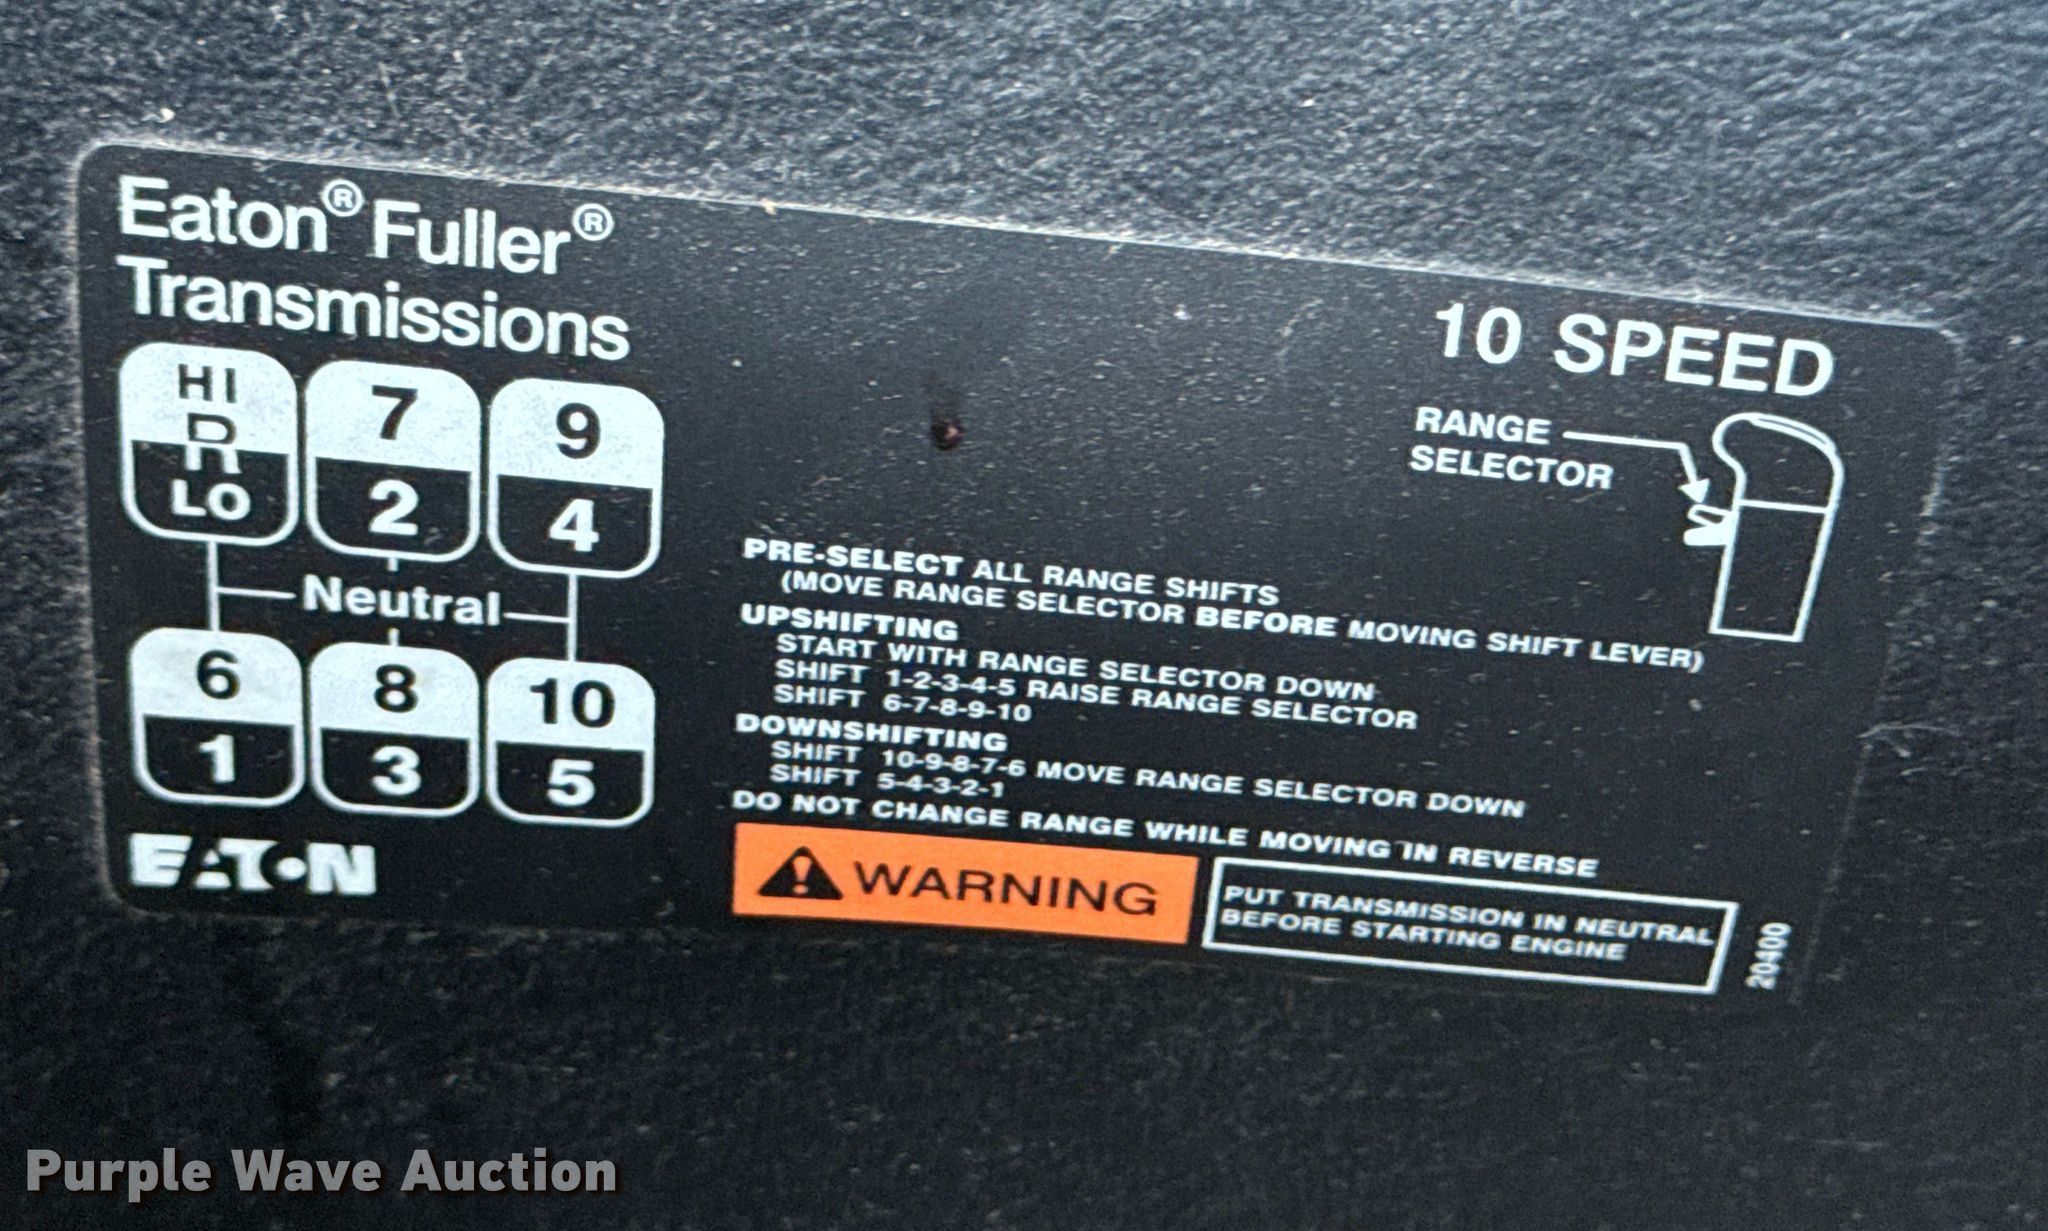 Eaton® Fuller®
Transmissions
10 SPEED
RANGE
SELECTOR
HI
R
LO
7
2
9
4
Neutral
6
1
8
3
10
5
EATON
PRE-SELECT ALL RANGE SHIFTS
(MOVE RANGE SELECTOR BEFORE MOVING SHIFT LEVER)
UPSHIFTING
START WITH RANGE SELECTOR DOWN
SHIFT 1-2-3-4-5 RAISE RANGE SELECTOR
SHIFT 6-7-8-9-10
DOWNSHIFTING
SHIFT 10-9-8-7-6 MOVE RANGE SELECTOR DOWN
SHIFT 5-4-3-2-1
DO NOT CHANGE RANGE WHILE MOVING IN REVERSE
WARNING
PUT TRANSMISSION IN NEUTRAL
BEFORE STARTING ENGINE
20400
Purple Wave Auction